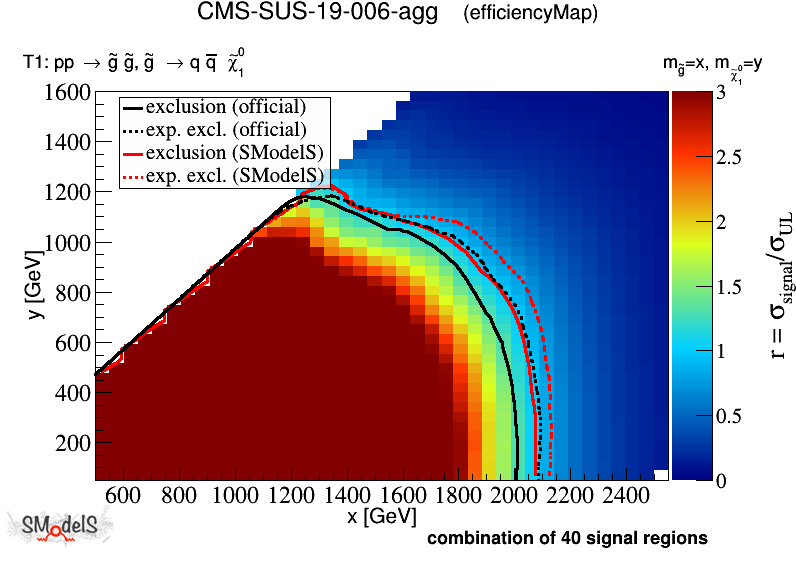 CMS-SUS-19-006-agg (efficiencyMap)
T1: pp → g̃ g̃, g̃ → q q̅ χ̃₁⁰
m_g̃=x, m_χ̃₁⁰=y
exclusion (official)
exp. excl. (official)
exclusion (SModelS)
exp. excl. (SModelS)
1600
1400
1200
1000
800
600
400
200
y [GeV]
600 800 1000 1200 1400 1600 1800 2000 2200 2400
x [GeV]
3
2.5
2
1.5
1
0.5
0
r = σ_signal/σ_UL
SModelS
combination of 40 signal regions